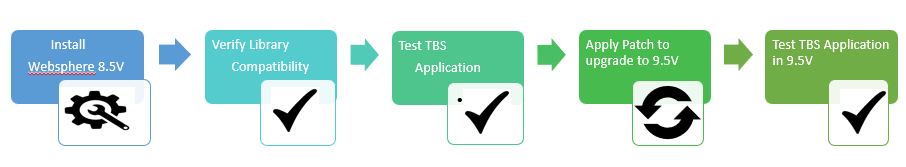 Install
Websphere 8.5V
Verify Library
Compatibility
Test TBS
Application
Apply Patch to
upgrade to 9.5V
Test TBS Application
in 9.5V